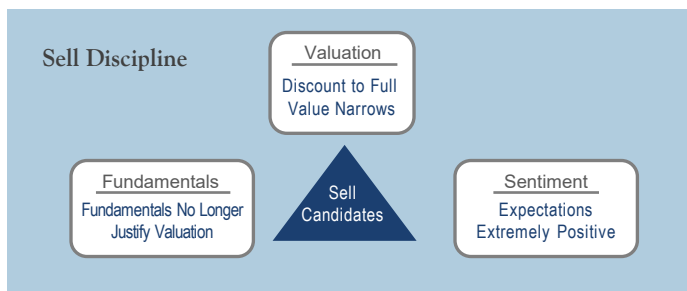 Sell Discipline
Valuation
Discount to Full
Value Narrows
Fundamentals
Fundamentals No Longer
Justify Valuation
Sell
Candidates
Sentiment
Expectations
Extremely Positive